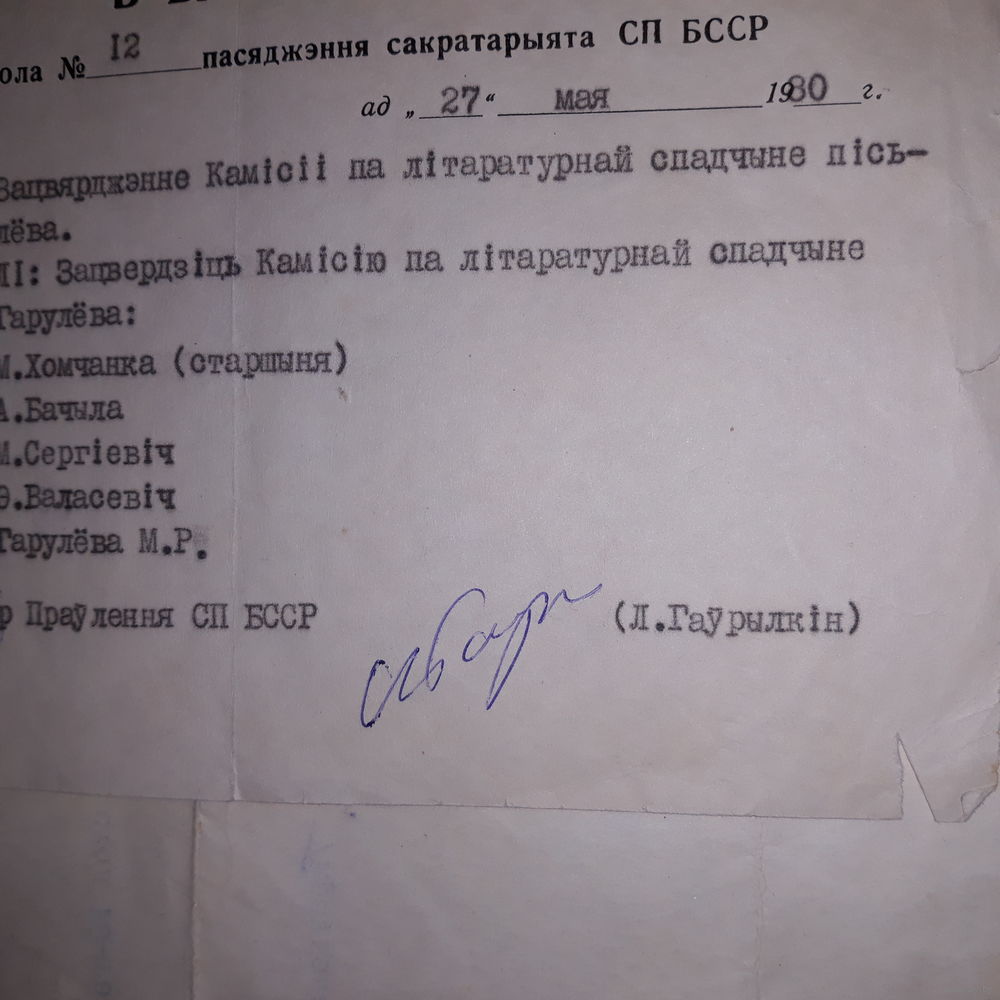 ола № 12 пасяджэння сакратарыята СП БССР
ад „ 27 “ мая 1980 г.
Зацвярджэнне Камісіі па літаратурнай спадчыне пісь-
лёва.
ІІ: Зацвердзіць Камісію па літаратурнай спадчыне
Гарулёва:
М.Хомчанка (старшыня)
А.Бачыла
М.Сергіевіч
Э.Валасевіч
Гарулёва М.Р.
р Праўлення СП БССР (Л.Гаўрылкін)